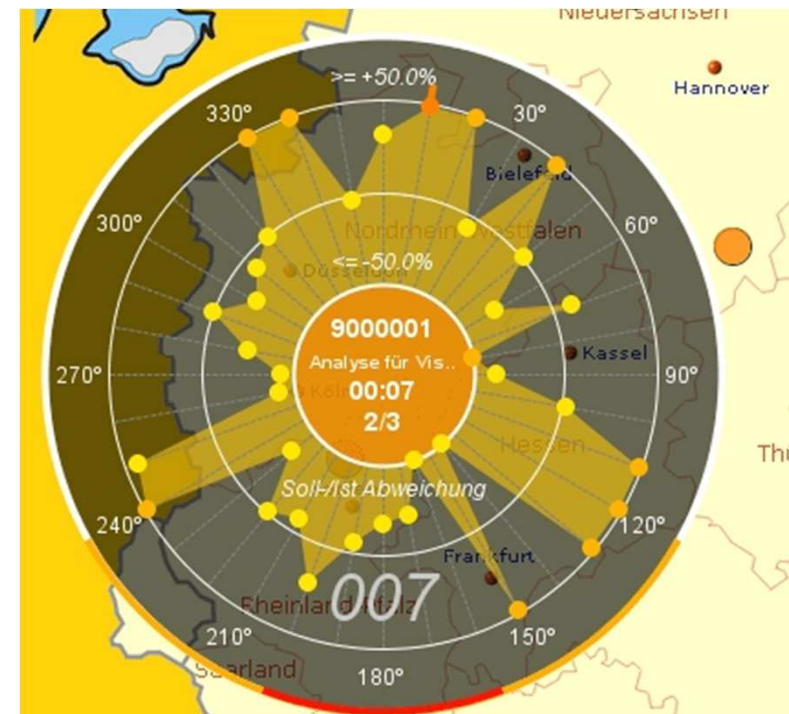 Niedersachsen
Hannover
>= +50.0%
330°
30°
Bielefeld
300°
60°
Nordrhein-Westfalen
<= -50.0%
Düsseldorf
9000001
Analyse für Vis..
00:07
2/3
Kassel
270°
90°
Köln
Hessen
Thü
Soll-/Ist Abweichung
240°
120°
Frankfurt
007
Rheinland-Pfalz
210°
150°
Saarland
180°